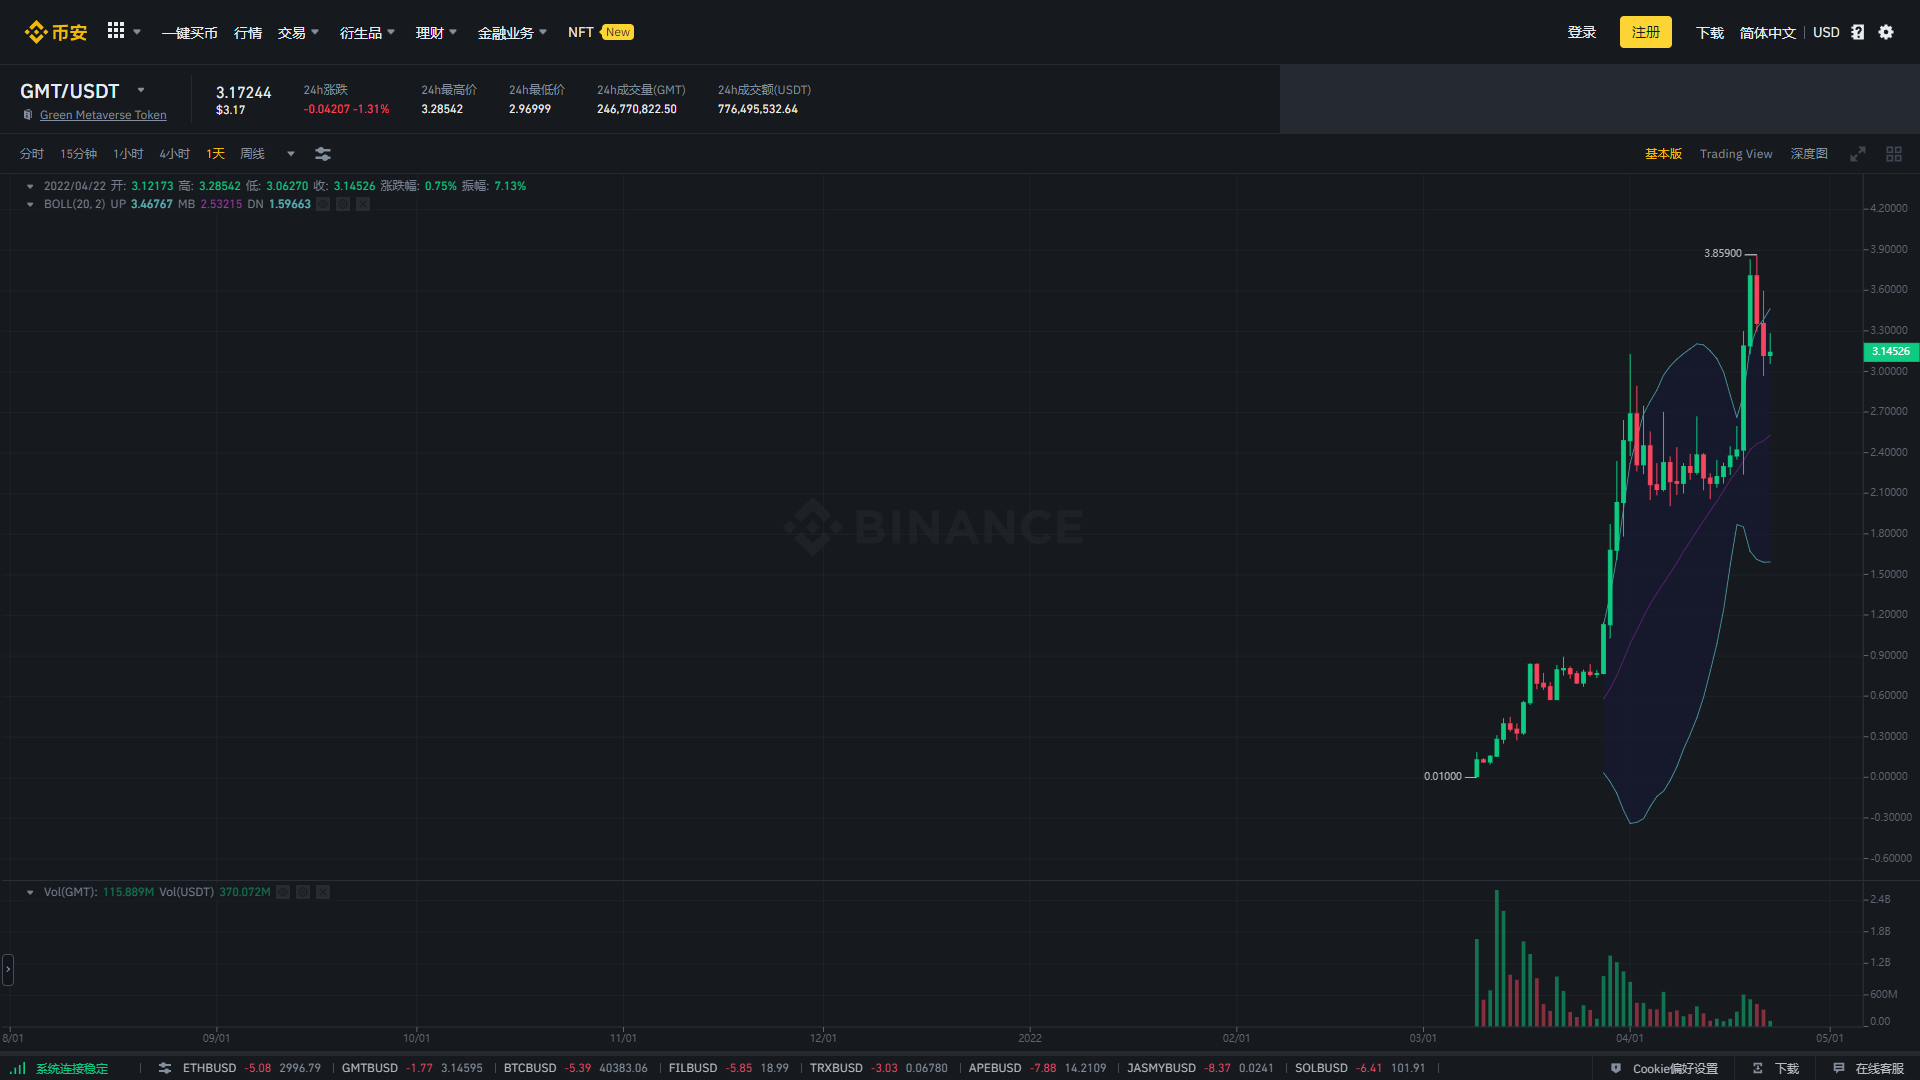 币安 一键买币 行情 交易 衍生品 理财 金融业务 NFT New 登录 注册 下载 简体中文 USD
GMT/USDT
Green Metaverse Token
3.17244
$3.17
24h涨跌
-0.04207 -1.31%
24h最高价
3.28542
24h最低价
2.96999
24h成交量(GMT)
246,770,822.50
24h成交额(USDT)
776,495,532.64
分时 15分钟 1小时 4小时 1天 周线 基本版 Trading View 深度图
2022/04/22 开: 3.12173 高: 3.28542 低: 3.06270 收: 3.14526 涨跌幅: 0.75% 振幅: 7.13%
BOLL(20, 2) UP 3.46767 MB 2.53215 DN 1.59663
4.20000
3.90000
3.85900
3.60000
3.30000
3.14526
3.00000
2.70000
2.40000
2.10000
BINANCE
1.80000
1.50000
1.20000
0.90000
0.60000
0.30000
0.01000
0.00000
-0.30000
-0.60000
Vol(GMT): 115.889M Vol(USDT) 370.072M
2.4B
1.8B
1.2B
600M
0.00
8/01 09/01 10/01 11/01 12/01 2022 02/01 03/01 04/01 05/01
系统连接稳定 ETHBUSD -5.08 2996.79 GMTBUSD -1.77 3.14595 BTCBUSD -5.39 40383.06 FILBUSD -5.85 18.99 TRXBUSD -3.03 0.06780 APEBUSD -7.88 14.2109 JASMYBUSD -8.37 0.0241 SOLBUSD -6.41 101.91 Cookie偏好设置 下载 在线客服